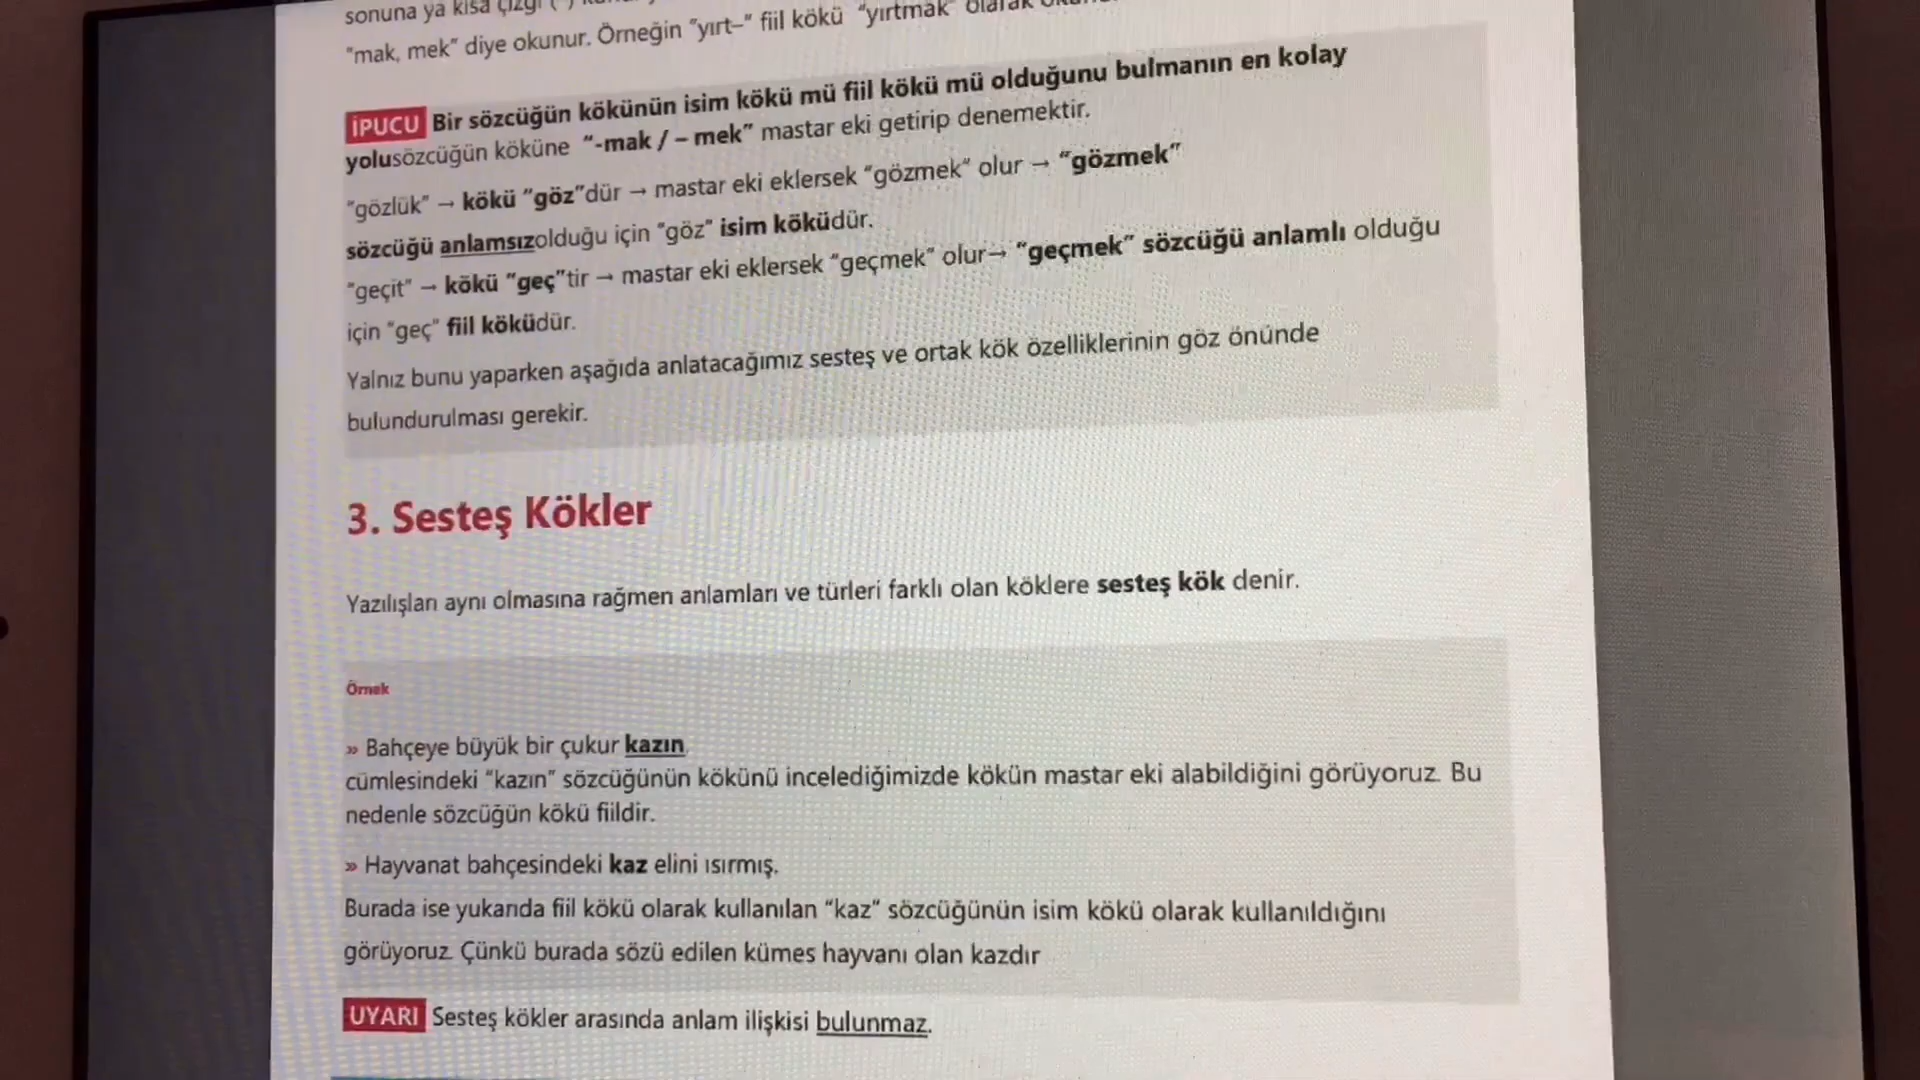 sonuna ya kısa çizgi
"mak, mek" diye okunur. Örneğin "yırt–" fiil kökü "yırtmak" olarak
İPUCU Bir sözcüğün kökünün isim kökü mü fiil kökü mü olduğunu bulmanın en kolay
yolusözcüğün köküne "-mak / – mek" mastar eki getirip denemektir.
"gözlük" → kökü "göz"dür → mastar eki eklersek "gözmek" olur → "gözmek"
sözcüğü anlamsızolduğu için "göz" isim köküdür.
"geçit" → kökü "geç"tir → mastar eki eklersek "geçmek" olur→ "geçmek" sözcüğü anlamlı olduğu
için "geç" fiil köküdür.
Yalnız bunu yaparken aşağıda anlatacağımız sesteş ve ortak kök özelliklerinin göz önünde
bulundurulması gerekir.
3. Sesteş Kökler
Yazılışları aynı olmasına rağmen anlamları ve türleri farklı olan köklere sesteş kök denir.
Örnek
» Bahçeye büyük bir çukur kazın.
cümlesindeki "kazın" sözcüğünün kökünü incelediğimizde kökün mastar eki alabildiğini görüyoruz. Bu
nedenle sözcüğün kökü fiildir.
» Hayvanat bahçesindeki kaz elini ısırmış.
Burada ise yukarıda fiil kökü olarak kullanılan "kaz" sözcüğünün isim kökü olarak kullanıldığını
görüyoruz. Çünkü burada sözü edilen kümes hayvanı olan kazdır
UYARI Sesteş kökler arasında anlam ilişkisi bulunmaz.